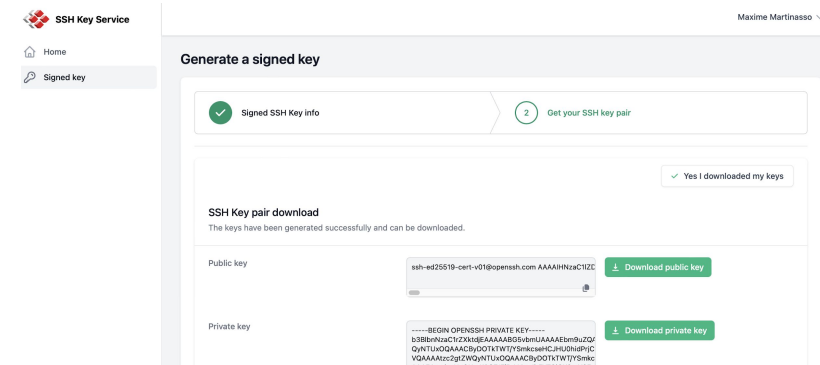 SSH Key Service
Maxime Martinasso
Home
Signed key
Generate a signed key
Signed SSH Key info
2
Get your SSH key pair
Yes I downloaded my keys
SSH Key pair download
The keys have been generated successfully and can be downloaded.
Public key
ssh-ed25519-cert-v01@openssh.com
Download public key
Private key
-----BEGIN OPENSSH PRIVATE KEY-----
Download private key